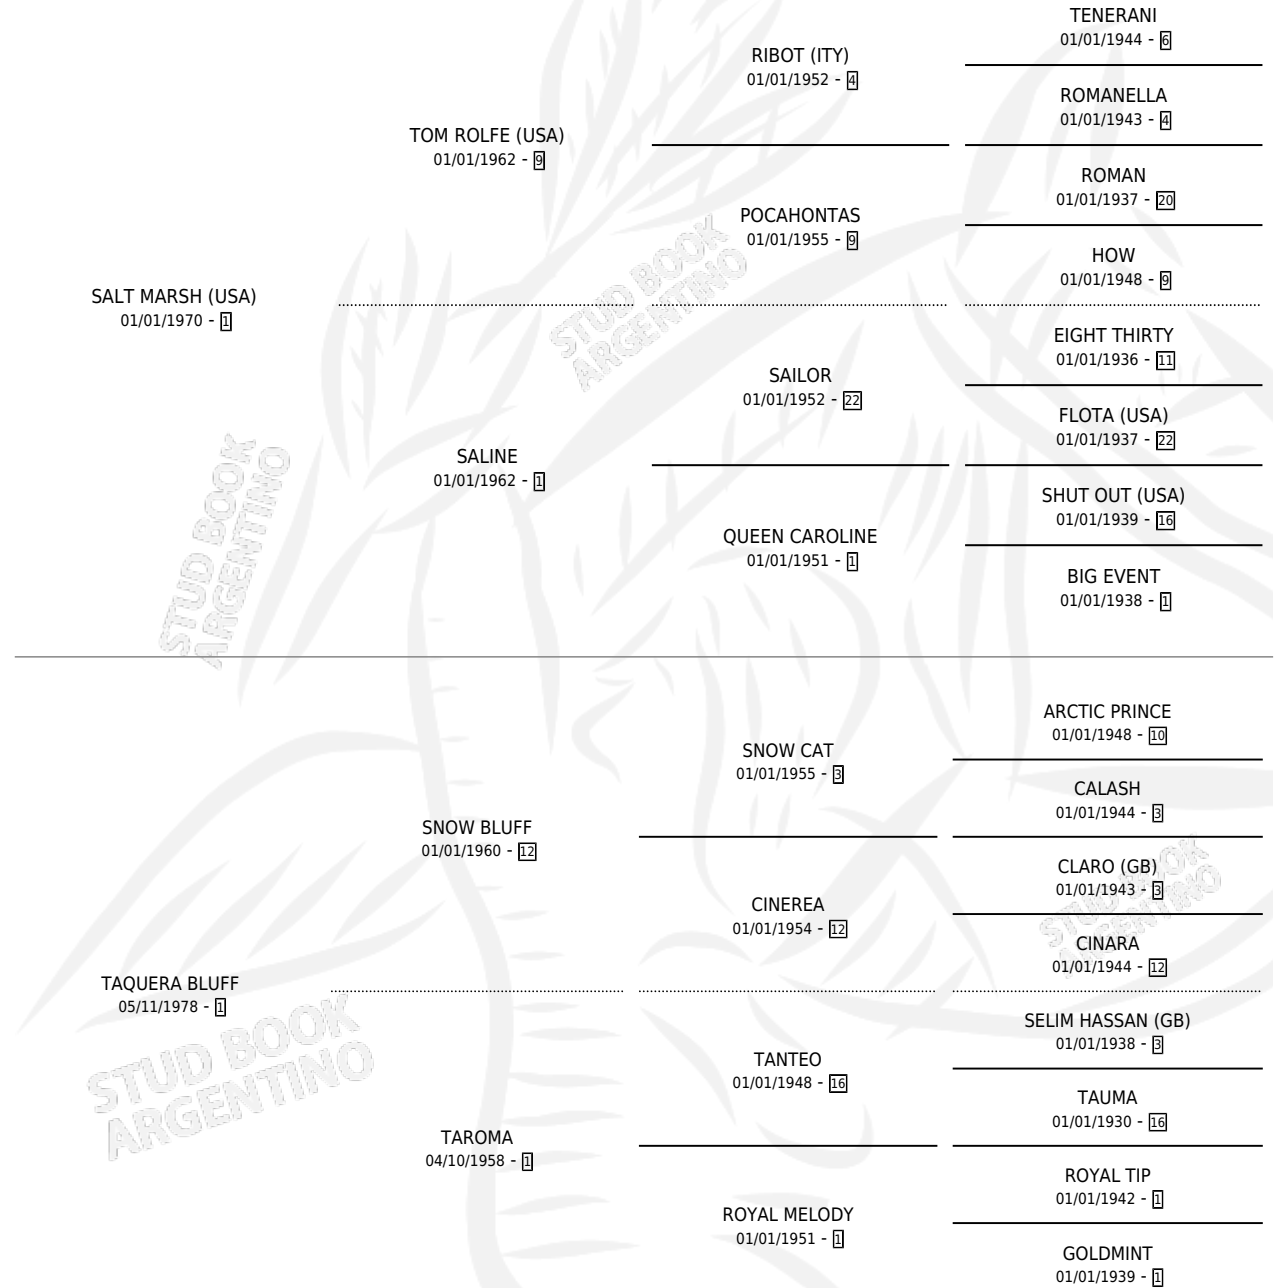 TENERANI
01/01/1944 - 6
RIBOT (ITY)
01/01/1952 - 4
ROMANELLA
01/01/1943 - 4
TOM ROLFE (USA)
01/01/1962 - 9
ROMAN
01/01/1937 - 20
POCAHONTAS
01/01/1955 - 9
HOW
01/01/1948 - 9
SALT MARSH (USA)
01/01/1970 - 1
STUD BOOK
ARGENTINO
EIGHT THIRTY
01/01/1936 - 11
SAILOR
01/01/1952 - 22
FLOTA (USA)
01/01/1937 - 22
SALINE
01/01/1962 - 1
SHUT OUT (USA)
01/01/1939 - 16
QUEEN CAROLINE
01/01/1951 - 1
BIG EVENT
01/01/1938 - 1
STUD BOOK
ARGENTINO
ARCTIC PRINCE
01/01/1948 - 10
SNOW CAT
01/01/1955 - 3
CALASH
01/01/1944 - 3
SNOW BLUFF
01/01/1960 - 12
CLARO (GB)
01/01/1943 - 3
CINEREA
01/01/1954 - 12
STUD BOOK
ARGENTINO
CINARA
01/01/1944 - 12
TAQUERA BLUFF
05/11/1978 - 1
SELIM HASSAN (GB)
01/01/1938 - 3
STUD BOOK
ARGENTINO
TANTEO
01/01/1948 - 16
TAUMA
01/01/1930 - 16
TAROMA
04/10/1958 - 1
ROYAL TIP
01/01/1942 - 1
ROYAL MELODY
01/01/1951 - 1
GOLDMINT
01/01/1939 - 1